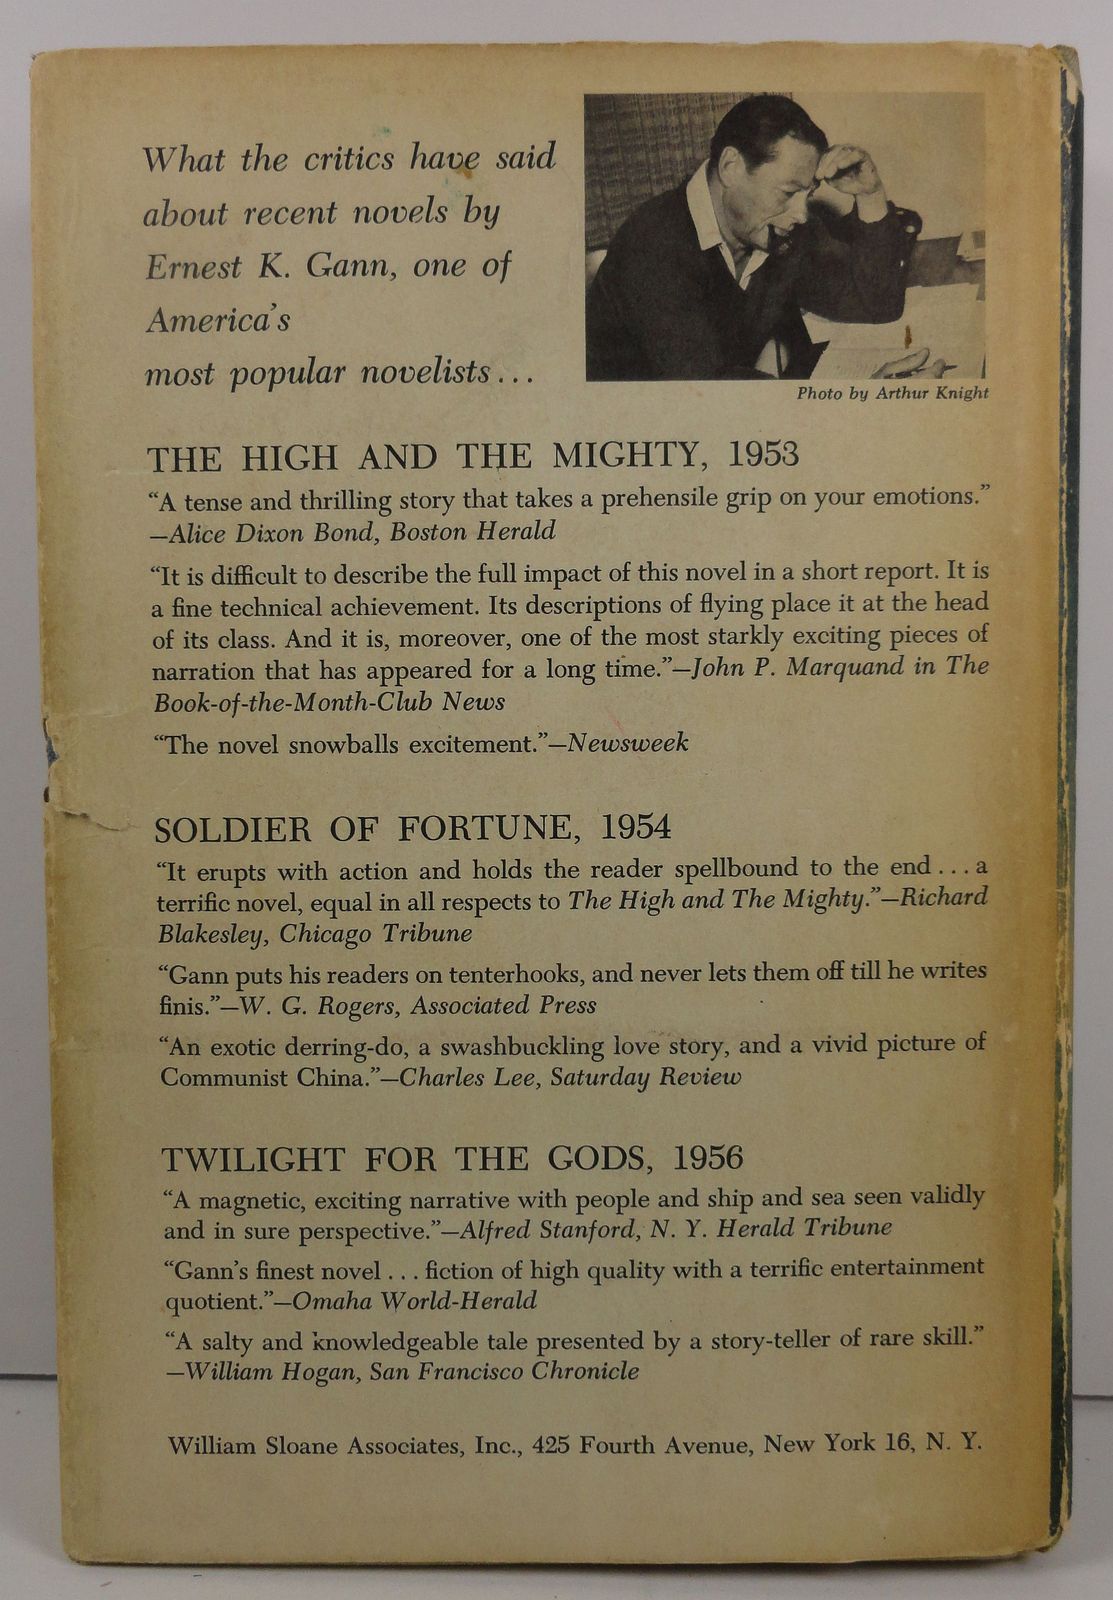 What the critics have said
about recent novels by
Ernest K. Gann, one of
America's
most popular novelists . . .
Photo by Arthur Knight
THE HIGH AND THE MIGHTY, 1953
“A tense and thrilling story that takes a prehensile grip on your emotions.”
—Alice Dixon Bond, Boston Herald
“It is difficult to describe the full impact of this novel in a short report. It is
a fine technical achievement. Its descriptions of flying place it at the head
of its class. And it is, moreover, one of the most starkly exciting pieces of
narration that has appeared for a long time.”—John P. Marquand in The
Book-of-the-Month-Club News
“The novel snowballs excitement.”—Newsweek
SOLDIER OF FORTUNE, 1954
“It erupts with action and holds the reader spellbound to the end . . . a
terrific novel, equal in all respects to The High and The Mighty.”—Richard
Blakesley, Chicago Tribune
“Gann puts his readers on tenterhooks, and never lets them off till he writes
finis.”—W. G. Rogers, Associated Press
“An exotic derring-do, a swashbuckling love story, and a vivid picture of
Communist China.”—Charles Lee, Saturday Review
TWILIGHT FOR THE GODS, 1956
“A magnetic, exciting narrative with people and ship and sea seen validly
and in sure perspective.”—Alfred Stanford, N. Y. Herald Tribune
“Gann's finest novel . . . fiction of high quality with a terrific entertainment
quotient.”—Omaha World-Herald
“A salty and knowledgeable tale presented by a story-teller of rare skill.”
—William Hogan, San Francisco Chronicle
William Sloane Associates, Inc., 425 Fourth Avenue, New York 16, N. Y.